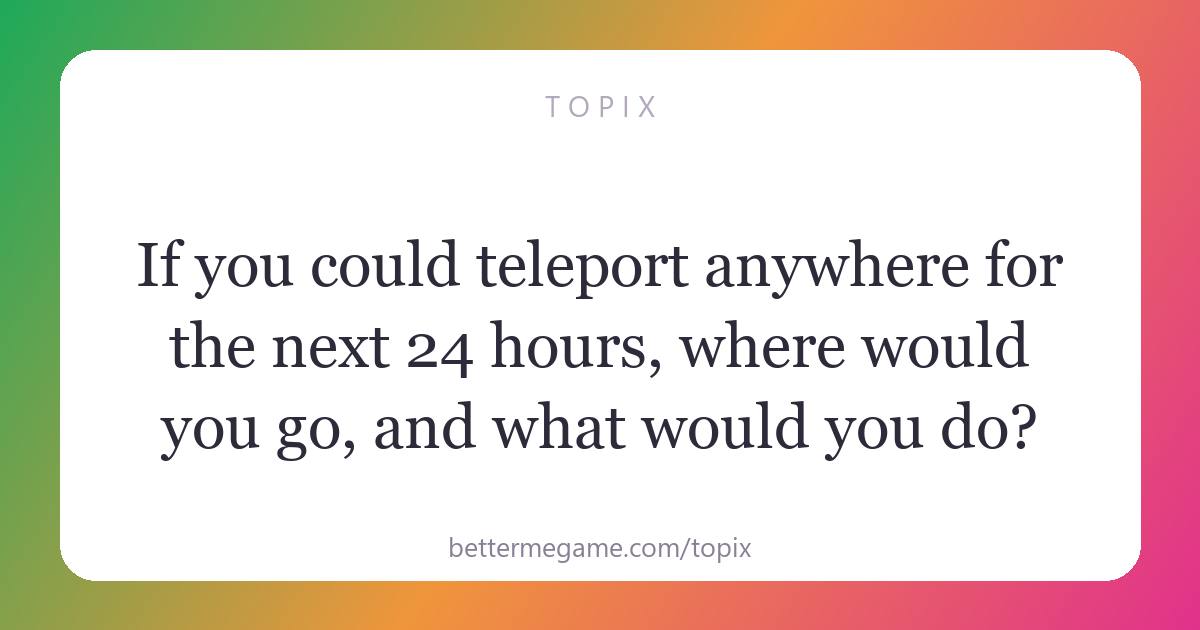 TOPIX
If you could teleport anywhere for
the next 24 hours, where would
you go, and what would you do?
bettermegame.com/topix